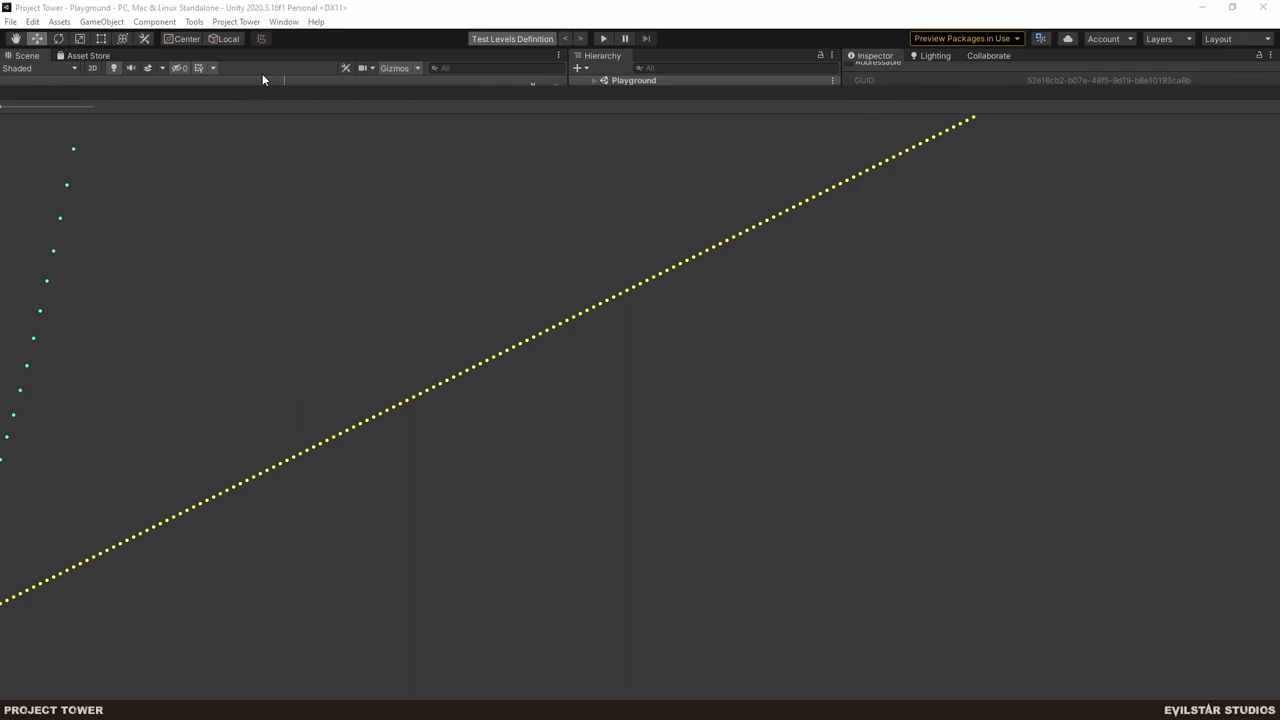 Project Tower - Playground - PC, Mac & Linux Standalone - Unity 2020.3.16f1 Personal <DX11>
File Edit Assets GameObject Component Tools Project Tower Window Help
Center Local Test Levels Definition < > Preview Packages in Use Account Layers Layout
Scene Asset Store Hierarchy Inspector Lighting Collaborate
Shaded 2D 0 Gizmos All All Addressable
Playground GUID 52e16cb2-b07e-48f5-9d19-b8e10193ca6b
PROJECT TOWER EVILSTAR STUDIOS